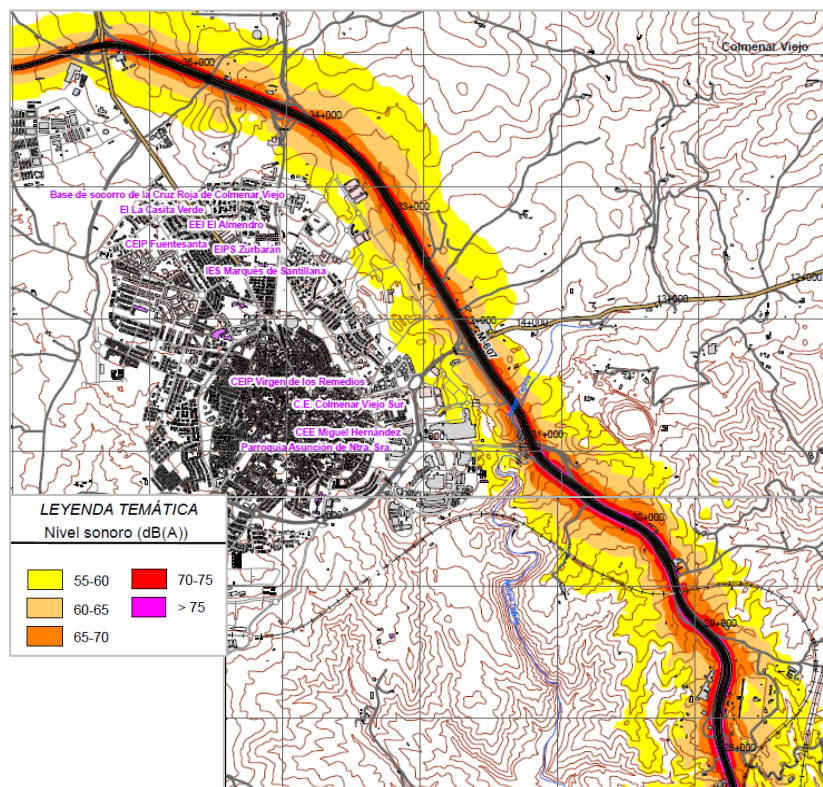 Colmenar Viejo
35+000
34+000
33+000
12+000
13+000
14+000
M-607
31+000
30+000
29+000
28+000
Base de socorro de la Cruz Roja de Colmenar Viejo
EI La Casita Verde
EEI El Almendro
CEIP Fuentesanta
EIPS Zurbarán
IES Marqués de Santillana
CEIP Virgen de los Remedios
C.E. Colmenar Viejo Sur
CEE Miguel Hernández
Parroquia Asunción de Ntra. Sra.
LEYENDA TEMÁTICA
Nivel sonoro (dB(A))
55-60
70-75
60-65
> 75
65-70